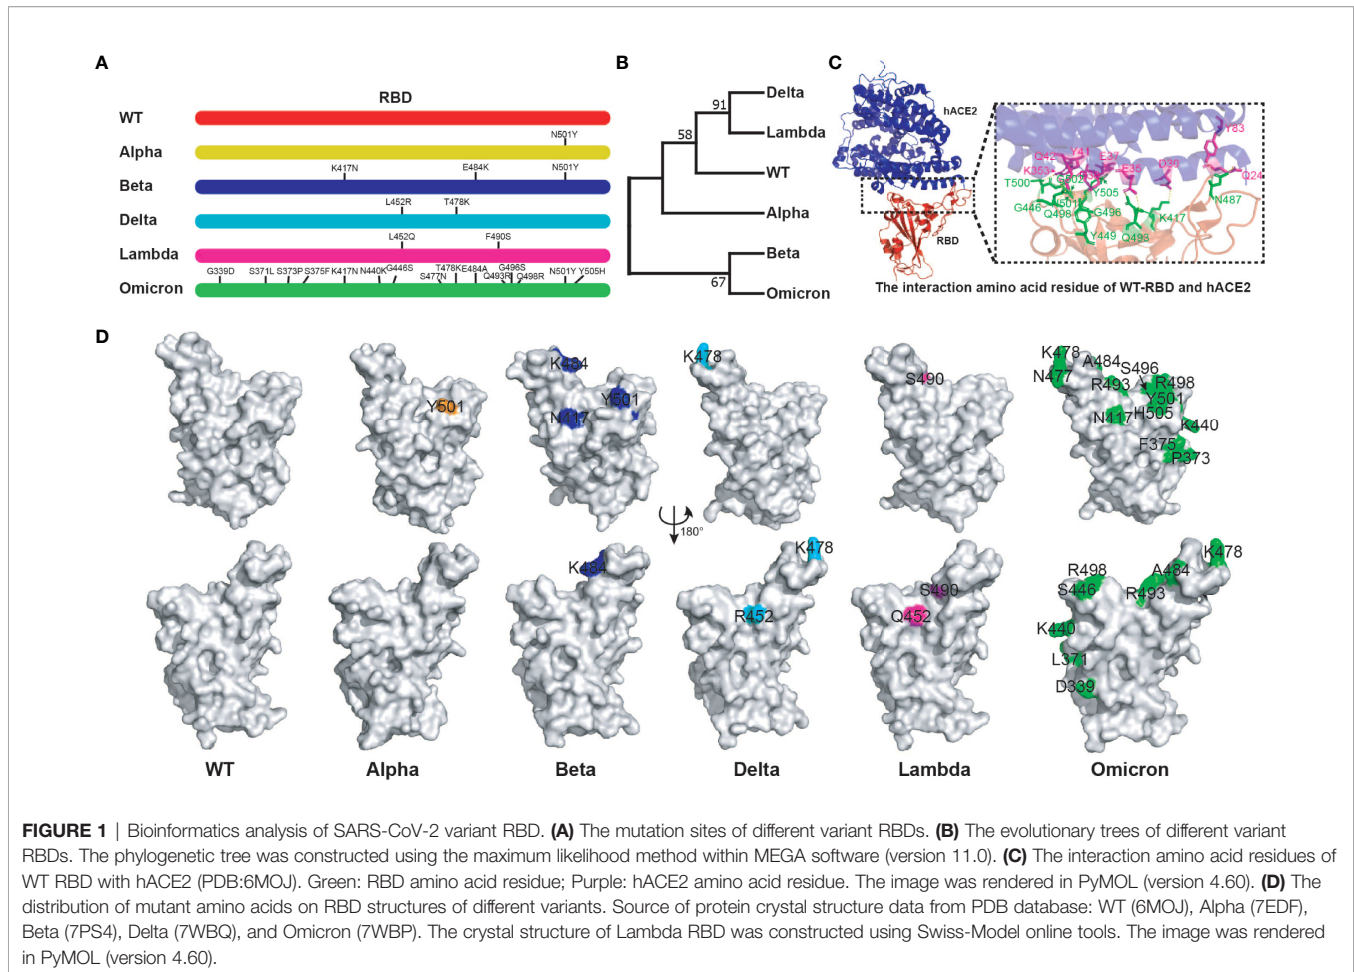 A
RBD
WT
Alpha
N501Y
Beta
K417N
E484K
N501Y
Delta
L452R
T478K
Lambda
L452Q
F490S
Omicron
G339D
S371L
S373P
S375F
K417N
N440K
G446S
S477N
T478K
E484A
Q493R
G496S
Q498R
N501Y
Y505H
B
91
58
67
Delta
Lambda
WT
Alpha
Beta
Omicron
C
hACE2
RBD
Y83
Q42
Y41
E37
K353
E35
D30
Q24
T500
G502
Y505
N487
G446
N501
Q498
G496
K417
Y449
Q493
The interaction amino acid residue of WT-RBD and hACE2
D
Y501
K484
Y501
N417
K478
S490
K478
A484
S496
N477
R493
R498
Y501
N417
H505
K440
F375
P373
180°
K484
K478
R452
S490
Q452
K478
R498
A484
S446
R493
K440
L371
D339
WT
Alpha
Beta
Delta
Lambda
Omicron
FIGURE 1 | Bioinformatics analysis of SARS-CoV-2 variant RBD. (A) The mutation sites of different variant RBDs. (B) The evolutionary trees of different variant
RBDs. The phylogenetic tree was constructed using the maximum likelihood method within MEGA software (version 11.0). (C) The interaction amino acid residues of
WT RBD with hACE2 (PDB:6MOJ). Green: RBD amino acid residue; Purple: hACE2 amino acid residue. The image was rendered in PyMOL (version 4.60). (D) The
distribution of mutant amino acids on RBD structures of different variants. Source of protein crystal structure data from PDB database: WT (6MOJ), Alpha (7EDF),
Beta (7PS4), Delta (7WBQ), and Omicron (7WBP). The crystal structure of Lambda RBD was constructed using Swiss-Model online tools. The image was rendered
in PyMOL (version 4.60).